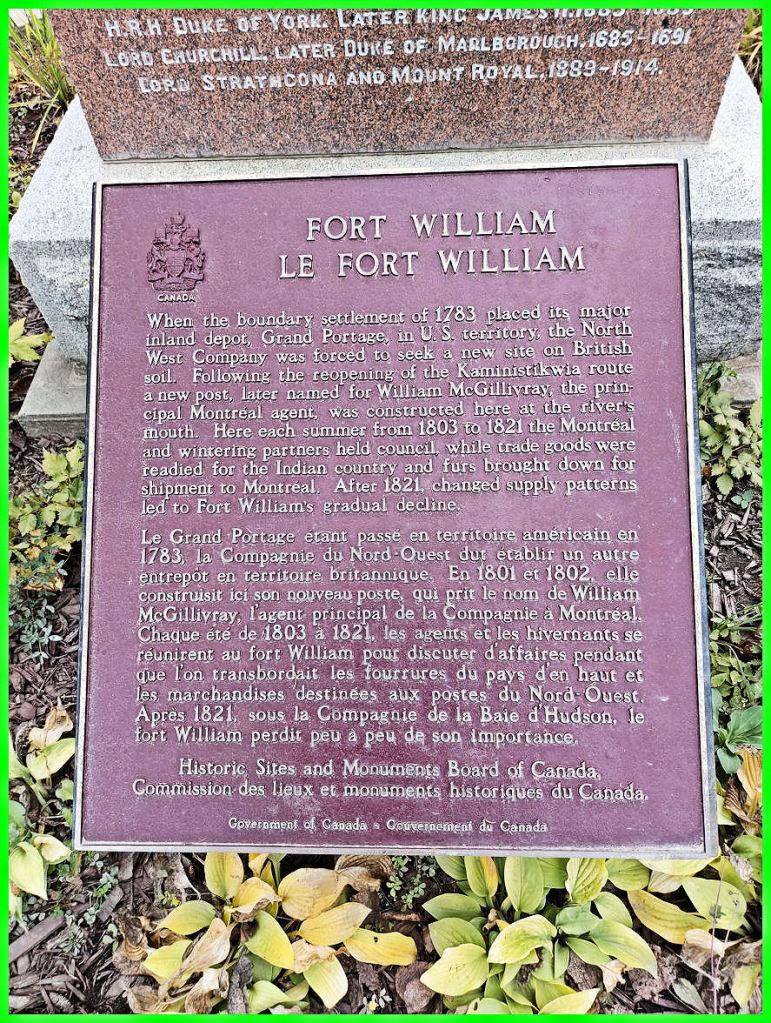 H.R.H DUKE OF YORK. LATER KING JAMES II. 1683-1685
LORD CHURCHILL, LATER DUKE OF MARLBOROUGH. 1685-1691
LORD STRATHCONA AND MOUNT ROYAL. 1889-1914.
FORT WILLIAM
LE FORT WILLIAM
CANADA
When the boundary settlement of 1783 placed its major
inland depot, Grand Portage, in U.S. territory, the North
West Company was forced to seek a new site on British
soil. Following the reopening of the Kaministikwia route
a new post, later named for William McGillivray, the prin-
cipal Montréal agent, was constructed here at the river's
mouth. Here each summer from 1803 to 1821 the Montréal
and wintering partners held council, while trade goods were
readied for the Indian country and furs brought down for
shipment to Montréal. After 1821, changed supply patterns
led to Fort William's gradual decline.
Le Grand Portage étant passé en territoire américain en
1783, la Compagnie du Nord-Ouest dut établir un autre
entrepôt en territoire britannique. En 1801 et 1802, elle
construisit ici son nouveau poste, qui prit le nom de William
McGillivray, l'agent principal de la Compagnie à Montréal.
Chaque été de 1803 à 1821, les agents et les hivernants se
réunirent au fort William pour discuter d'affaires pendant
que l'on transbordait les fourrures du pays d'en haut et
les marchandises destinées aux postes du Nord-Ouest.
Après 1821, sous la Compagnie de la Baie d'Hudson, le
fort William perdit peu à peu de son importance.
Historic Sites and Monuments Board of Canada.
Commission des lieux et monuments historiques du Canada.
Government of Canada - Gouvernement du Canada